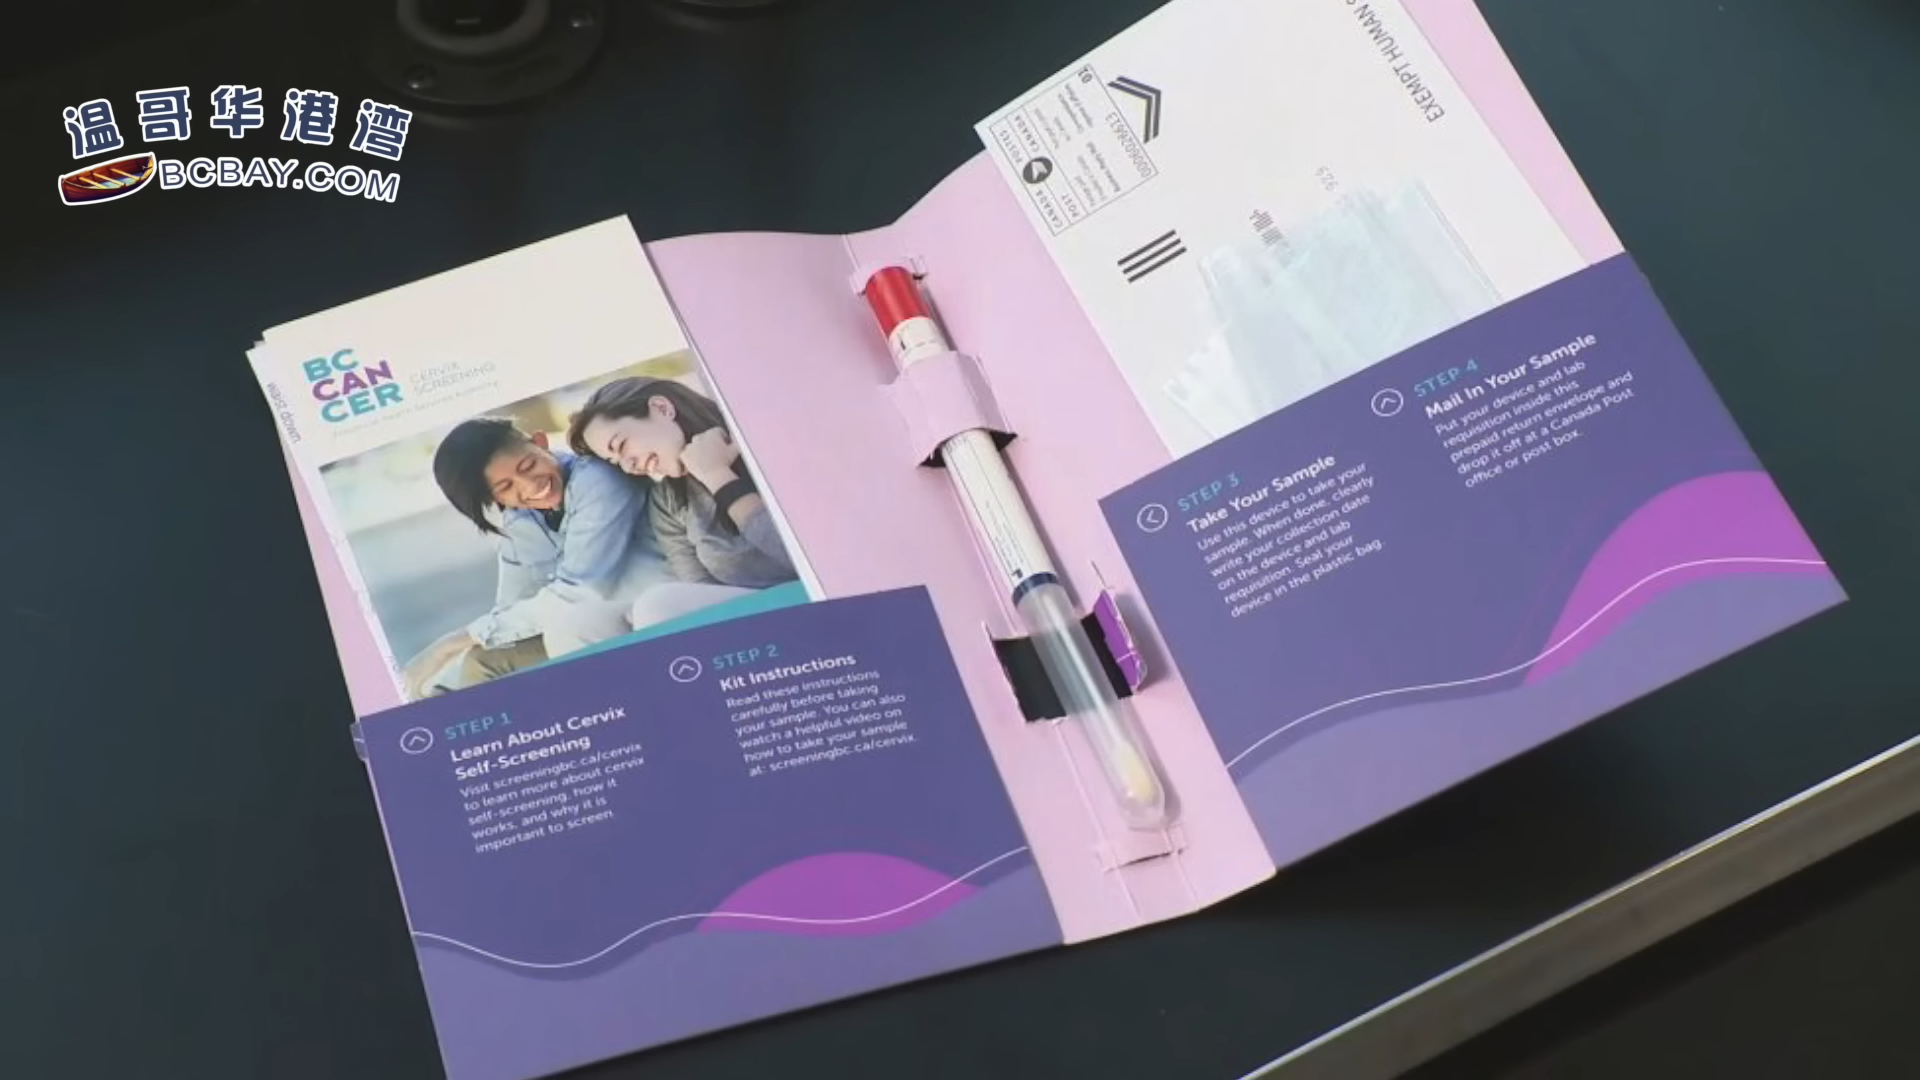 温哥华港湾
BCBAY.COM
BC
CAN
CER
CERVIX
SCREENING
STEP 1
Learn About Cervix
Self-Screening
Visit screeningbc.ca/cervix
to learn more about cervix
self-screening, how it
works, and why it is
important to screen
STEP 2
Kit Instructions
Read these instructions
carefully before taking
your sample. You can also
watch a helpful video on
how to take your sample
at: screeningbc.ca/cervix.
STEP 3
Take Your Sample
Use this device to take your
sample. When done, clearly
write your collection date
on the device and lab
requisition. Seal your
device in the plastic bag.
STEP 4
Mail In Your Sample
Put your device and lab
requisition inside this
prepaid return envelope and
drop it off at a Canada Post
office or post box.
EXEMPT HUMAN
0006026613
01
CANADA
POST
POSTES
CANADA
926